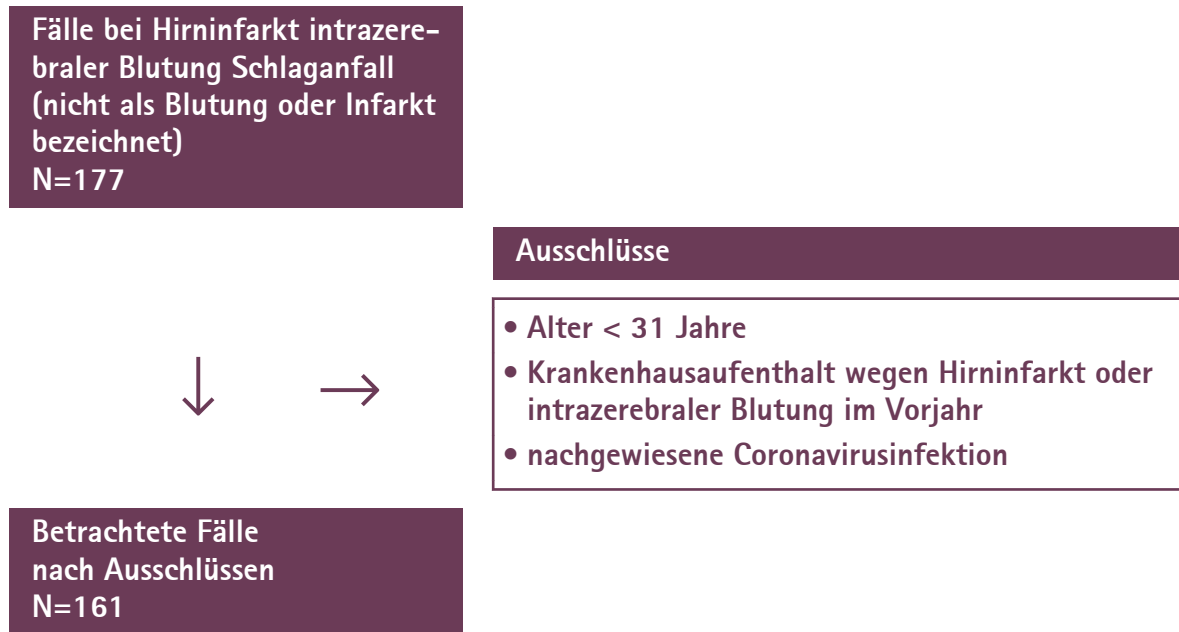 Fälle bei Hirninfarkt intrazere-
braler Blutung Schlaganfall
(nicht als Blutung oder Infarkt
bezeichnet)
N=177
Ausschlüsse
• Alter < 31 Jahre
• Krankenhausaufenthalt wegen Hirninfarkt oder
intrazerebraler Blutung im Vorjahr
• nachgewiesene Coronavirusinfektion
Betrachtete Fälle
nach Ausschlüssen
N=161